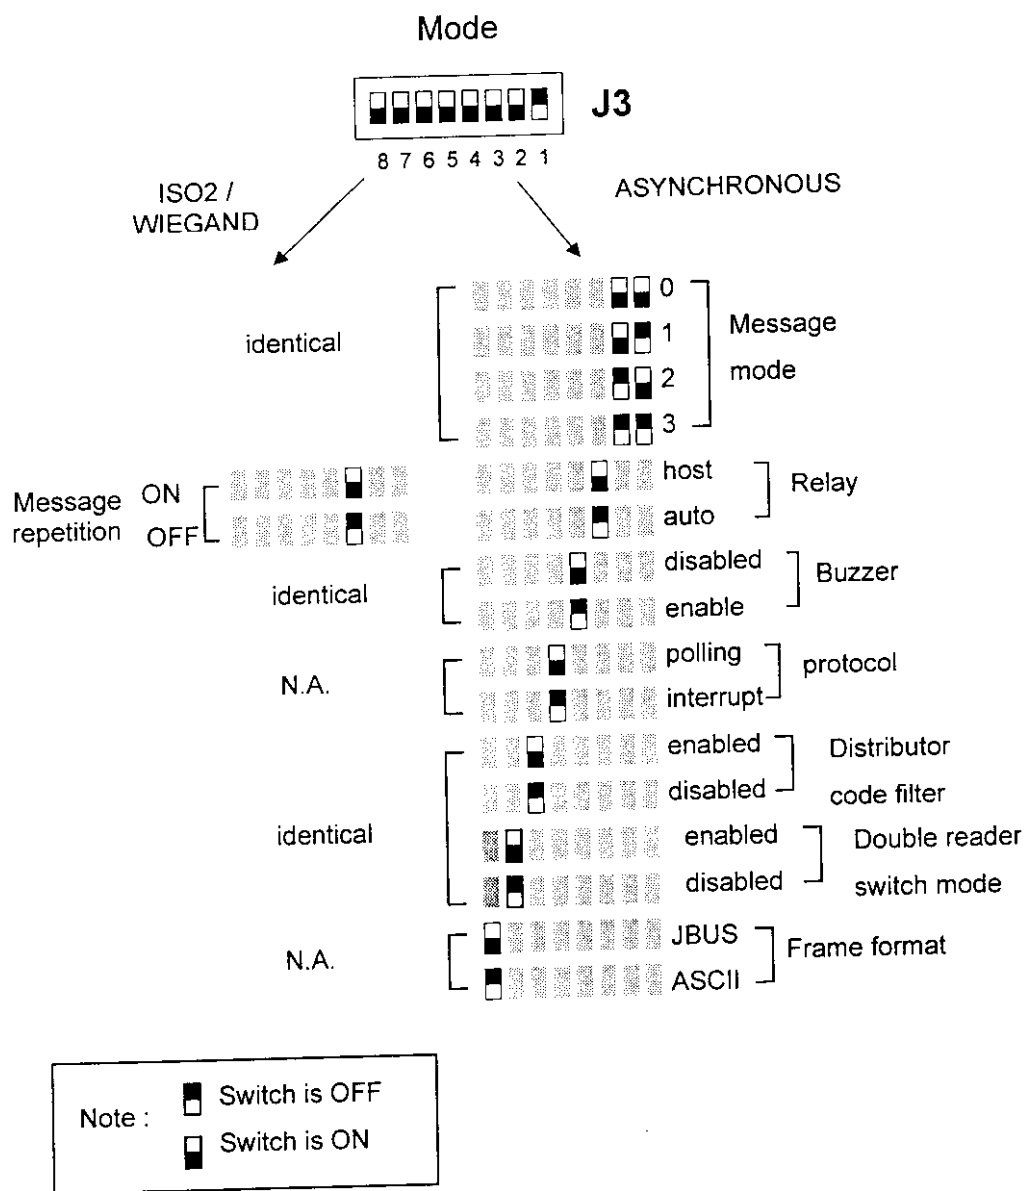 Mode
J3
8 7 6 5 4 3 2 1
ISO2 /
WIEGAND
ASYNCHRONOUS
0
identical
1
Message
2
mode
3
Message
repetition
ON
OFF
host
auto
Relay
identical
disabled
enable
Buzzer
N.A.
polling
interrupt
protocol
identical
enabled
disabled
Distributor
code filter
enabled
disabled
Double reader
switch mode
N.A.
JBUS
ASCII
Frame format
Note :
Switch is OFF
Switch is ON